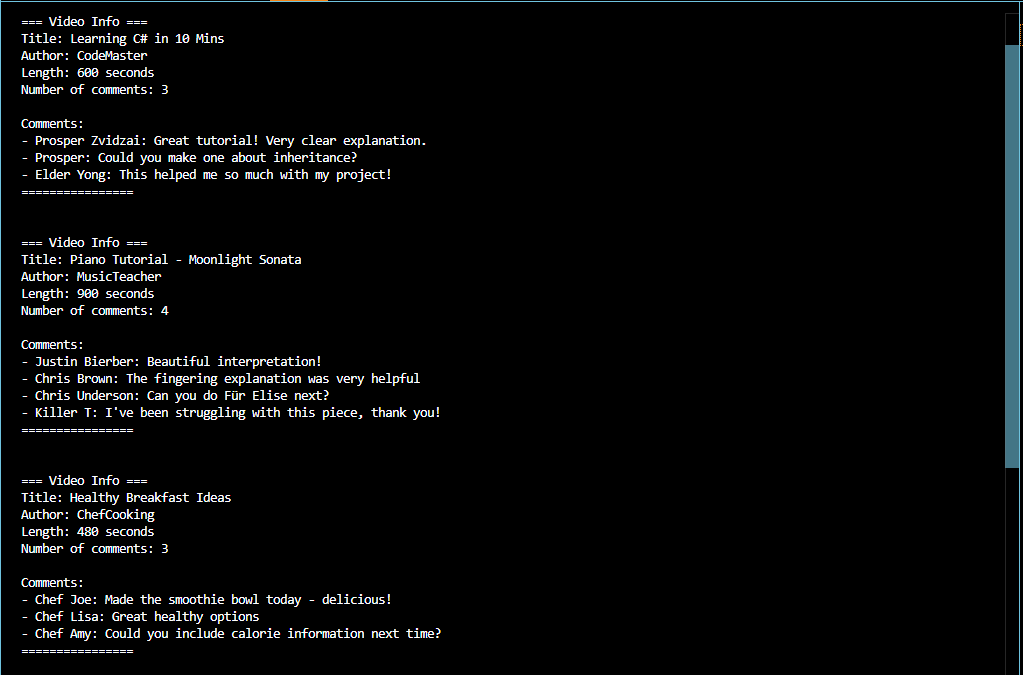 === Video Info ===
Title: Learning C# in 10 Mins
Author: CodeMaster
Length: 600 seconds
Number of comments: 3

Comments:
- Prosper Zvidzai: Great tutorial! Very clear explanation.
- Prosper: Could you make one about inheritance?
- Elder Yong: This helped me so much with my project!
================

=== Video Info ===
Title: Piano Tutorial - Moonlight Sonata
Author: MusicTeacher
Length: 900 seconds
Number of comments: 4

Comments:
- Justin Bierber: Beautiful interpretation!
- Chris Brown: The fingering explanation was very helpful
- Chris Underson: Can you do Für Elise next?
- Killer T: I've been struggling with this piece, thank you!
================

=== Video Info ===
Title: Healthy Breakfast Ideas
Author: ChefCooking
Length: 480 seconds
Number of comments: 3

Comments:
- Chef Joe: Made the smoothie bowl today - delicious!
- Chef Lisa: Great healthy options
- Chef Amy: Could you include calorie information next time?
================